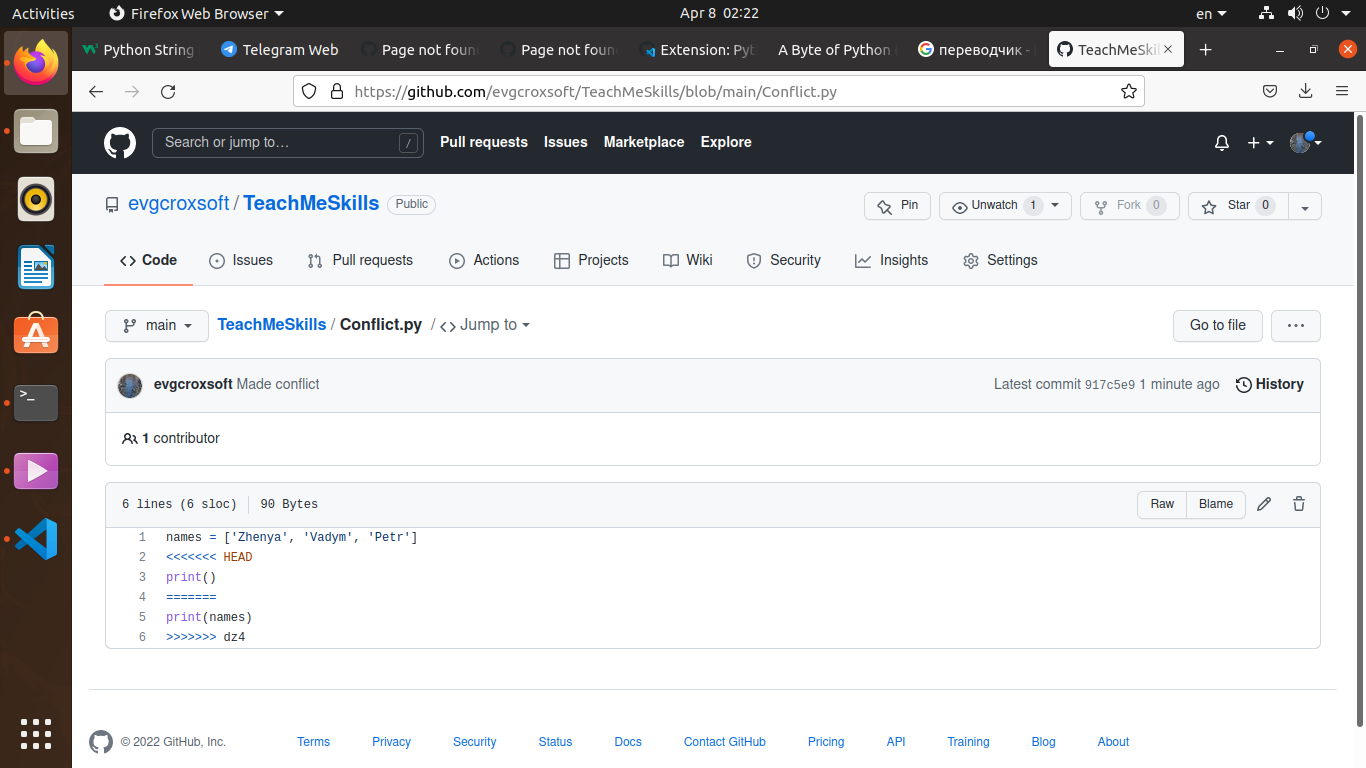 Activities Firefox Web Browser Apr 8 02:22 en
Python String Telegram Web Page not foun Page not foun Extension: Pyt A Byte of Python переводчик - TeachMeSkil
https://github.com/evgcroxsoft/TeachMeSkills/blob/main/Conflict.py
Search or jump to… / Pull requests Issues Marketplace Explore
evgcroxsoft / TeachMeSkills Public Pin Unwatch 1 Fork 0 Star 0
Code Issues Pull requests Actions Projects Wiki Security Insights Settings
main TeachMeSkills / Conflict.py / Jump to Go to file ...
evgcroxsoft Made conflict Latest commit 917c5e9 1 minute ago History
1 contributor
6 lines (6 sloc) 90 Bytes Raw Blame
1 names = ['Zhenya', 'Vadym', 'Petr']
2 <<<<<<< HEAD
3 print()
4 =======
5 print(names)
6 >>>>>>> dz4
© 2022 GitHub, Inc. Terms Privacy Security Status Docs Contact GitHub Pricing API Training Blog About